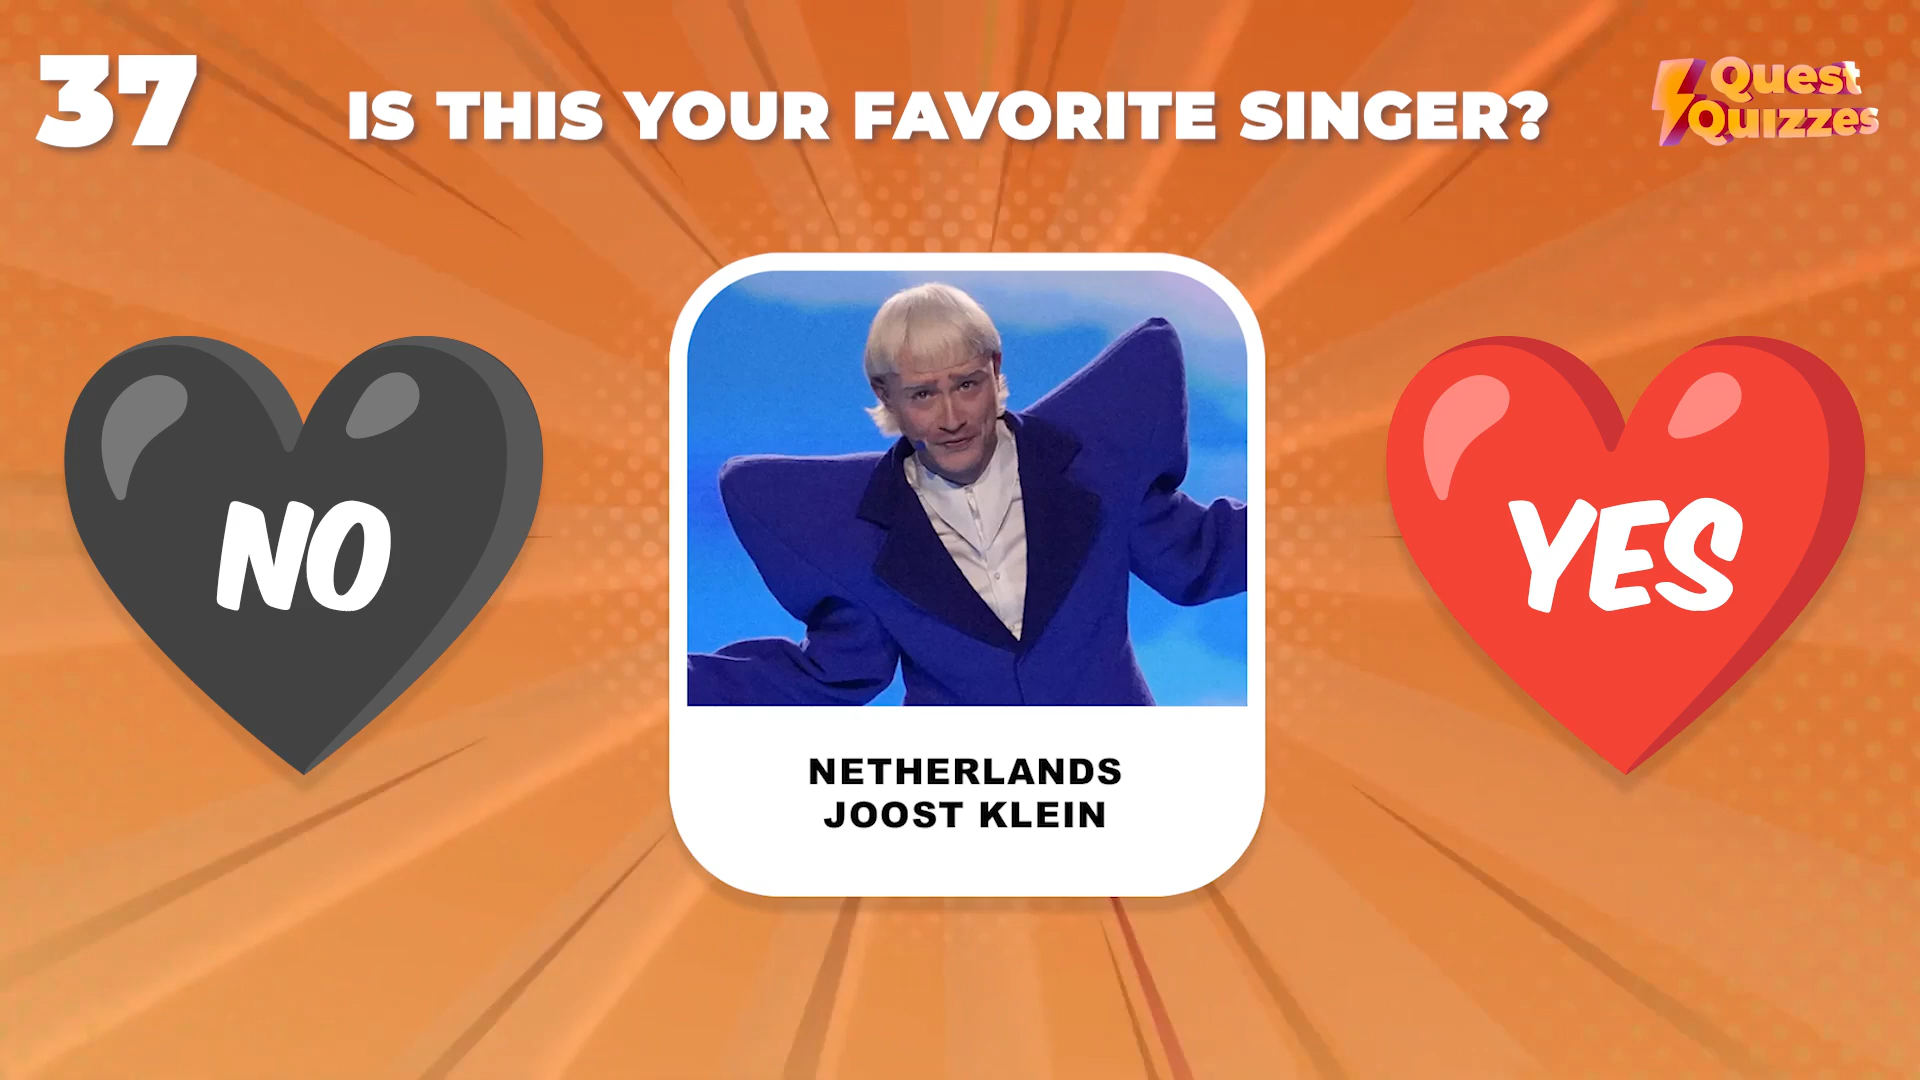 37
IS THIS YOUR FAVORITE SINGER?
Quest
Quizzes
NO
YES
NETHERLANDS
JOOST KLEIN